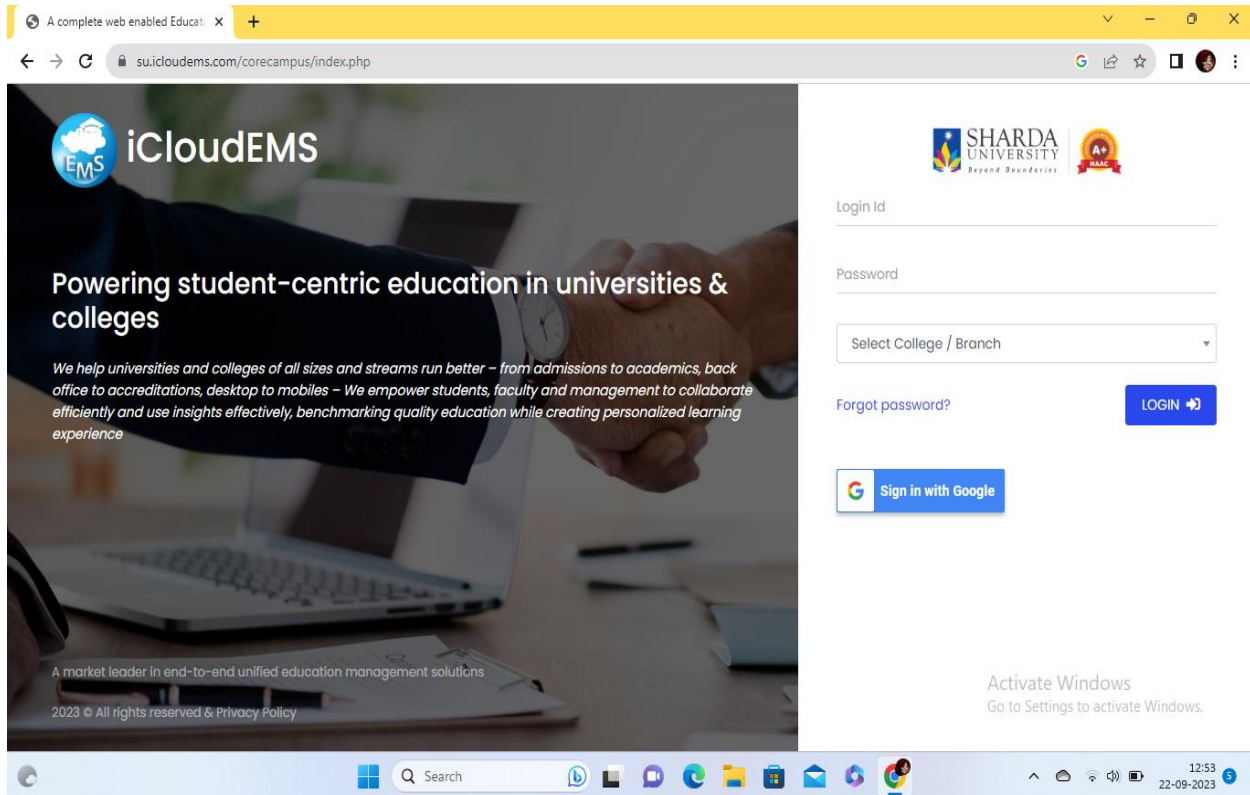 A complete web enabled Educati
su.icloudems.com/corecampus/index.php
EMS
iCloudEMS
SHARDA
UNIVERSITY
Beyond Boundaries
A+
NAAC
Login Id
Password
Select College / Branch
Forgot password?
LOGIN
Sign in with Google
Powering student-centric education in universities &
colleges
We help universities and colleges of all sizes and streams run better – from admissions to academics, back
office to accreditations, desktop to mobiles – We empower students, faculty and management to collaborate
efficiently and use insights effectively, benchmarking quality education while creating personalized learning
experience
A market leader in end-to-end unified education management solutions
2023 © All rights reserved & Privacy Policy
Activate Windows
Go to Settings to activate Windows.
Search
12:53
22-09-2023
5